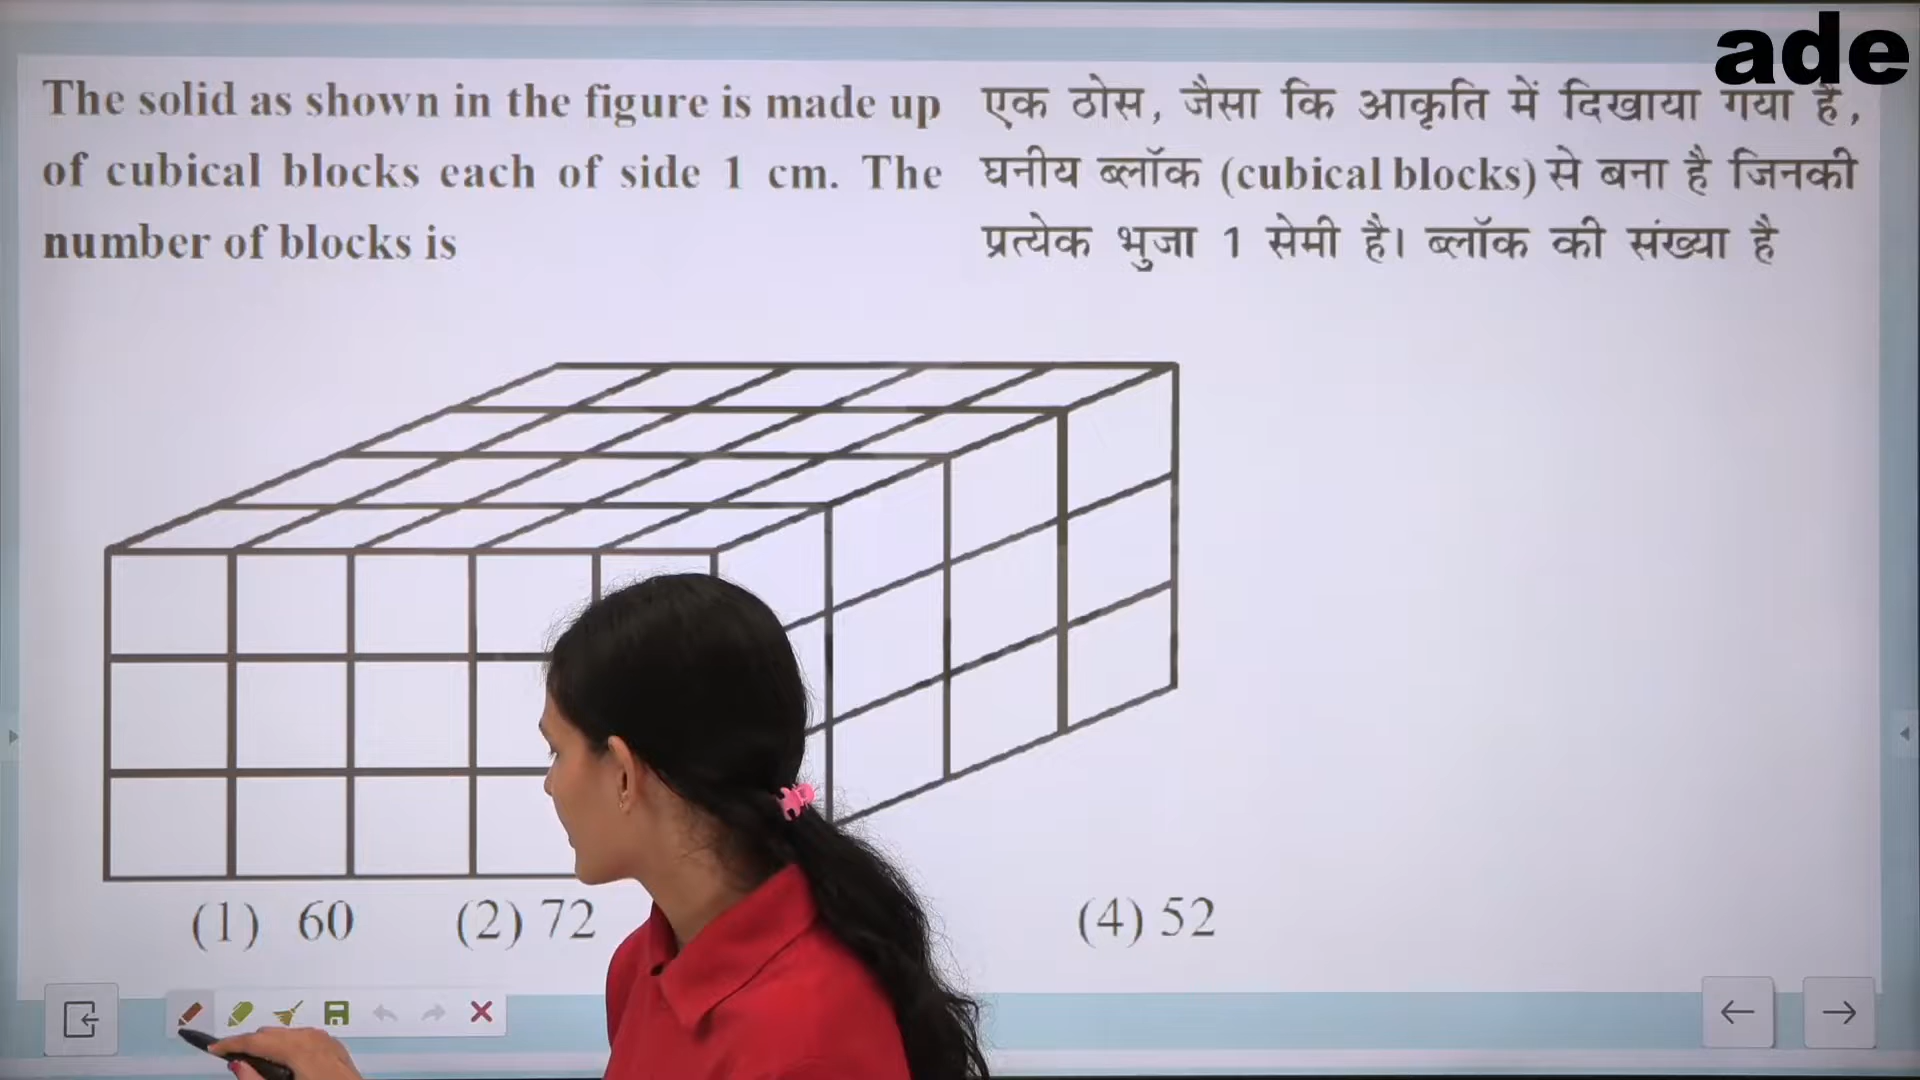 ade
The solid as shown in the figure is made up
of cubical blocks each of side 1 cm. The
number of blocks is
एक ठोस, जैसा कि आकृति में दिखाया गया है,
घनीय ब्लॉक (cubical blocks) से बना है जिनकी
प्रत्येक भुजा 1 सेमी है। ब्लॉक की संख्या है
(1) 60 (2) 72 (4) 52